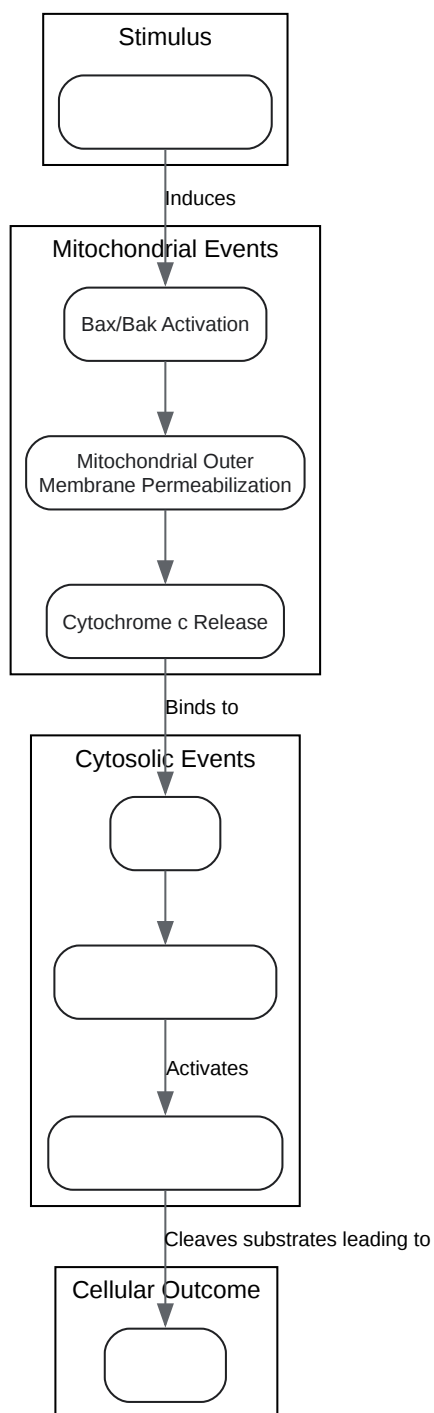 Stimulus
Induces
Mitochondrial Events
Bax/Bak Activation
Mitochondrial Outer
Membrane Permeabilization
Cytochrome c Release
Binds to
Cytosolic Events
Activates
Cleaves substrates leading to
Cellular Outcome